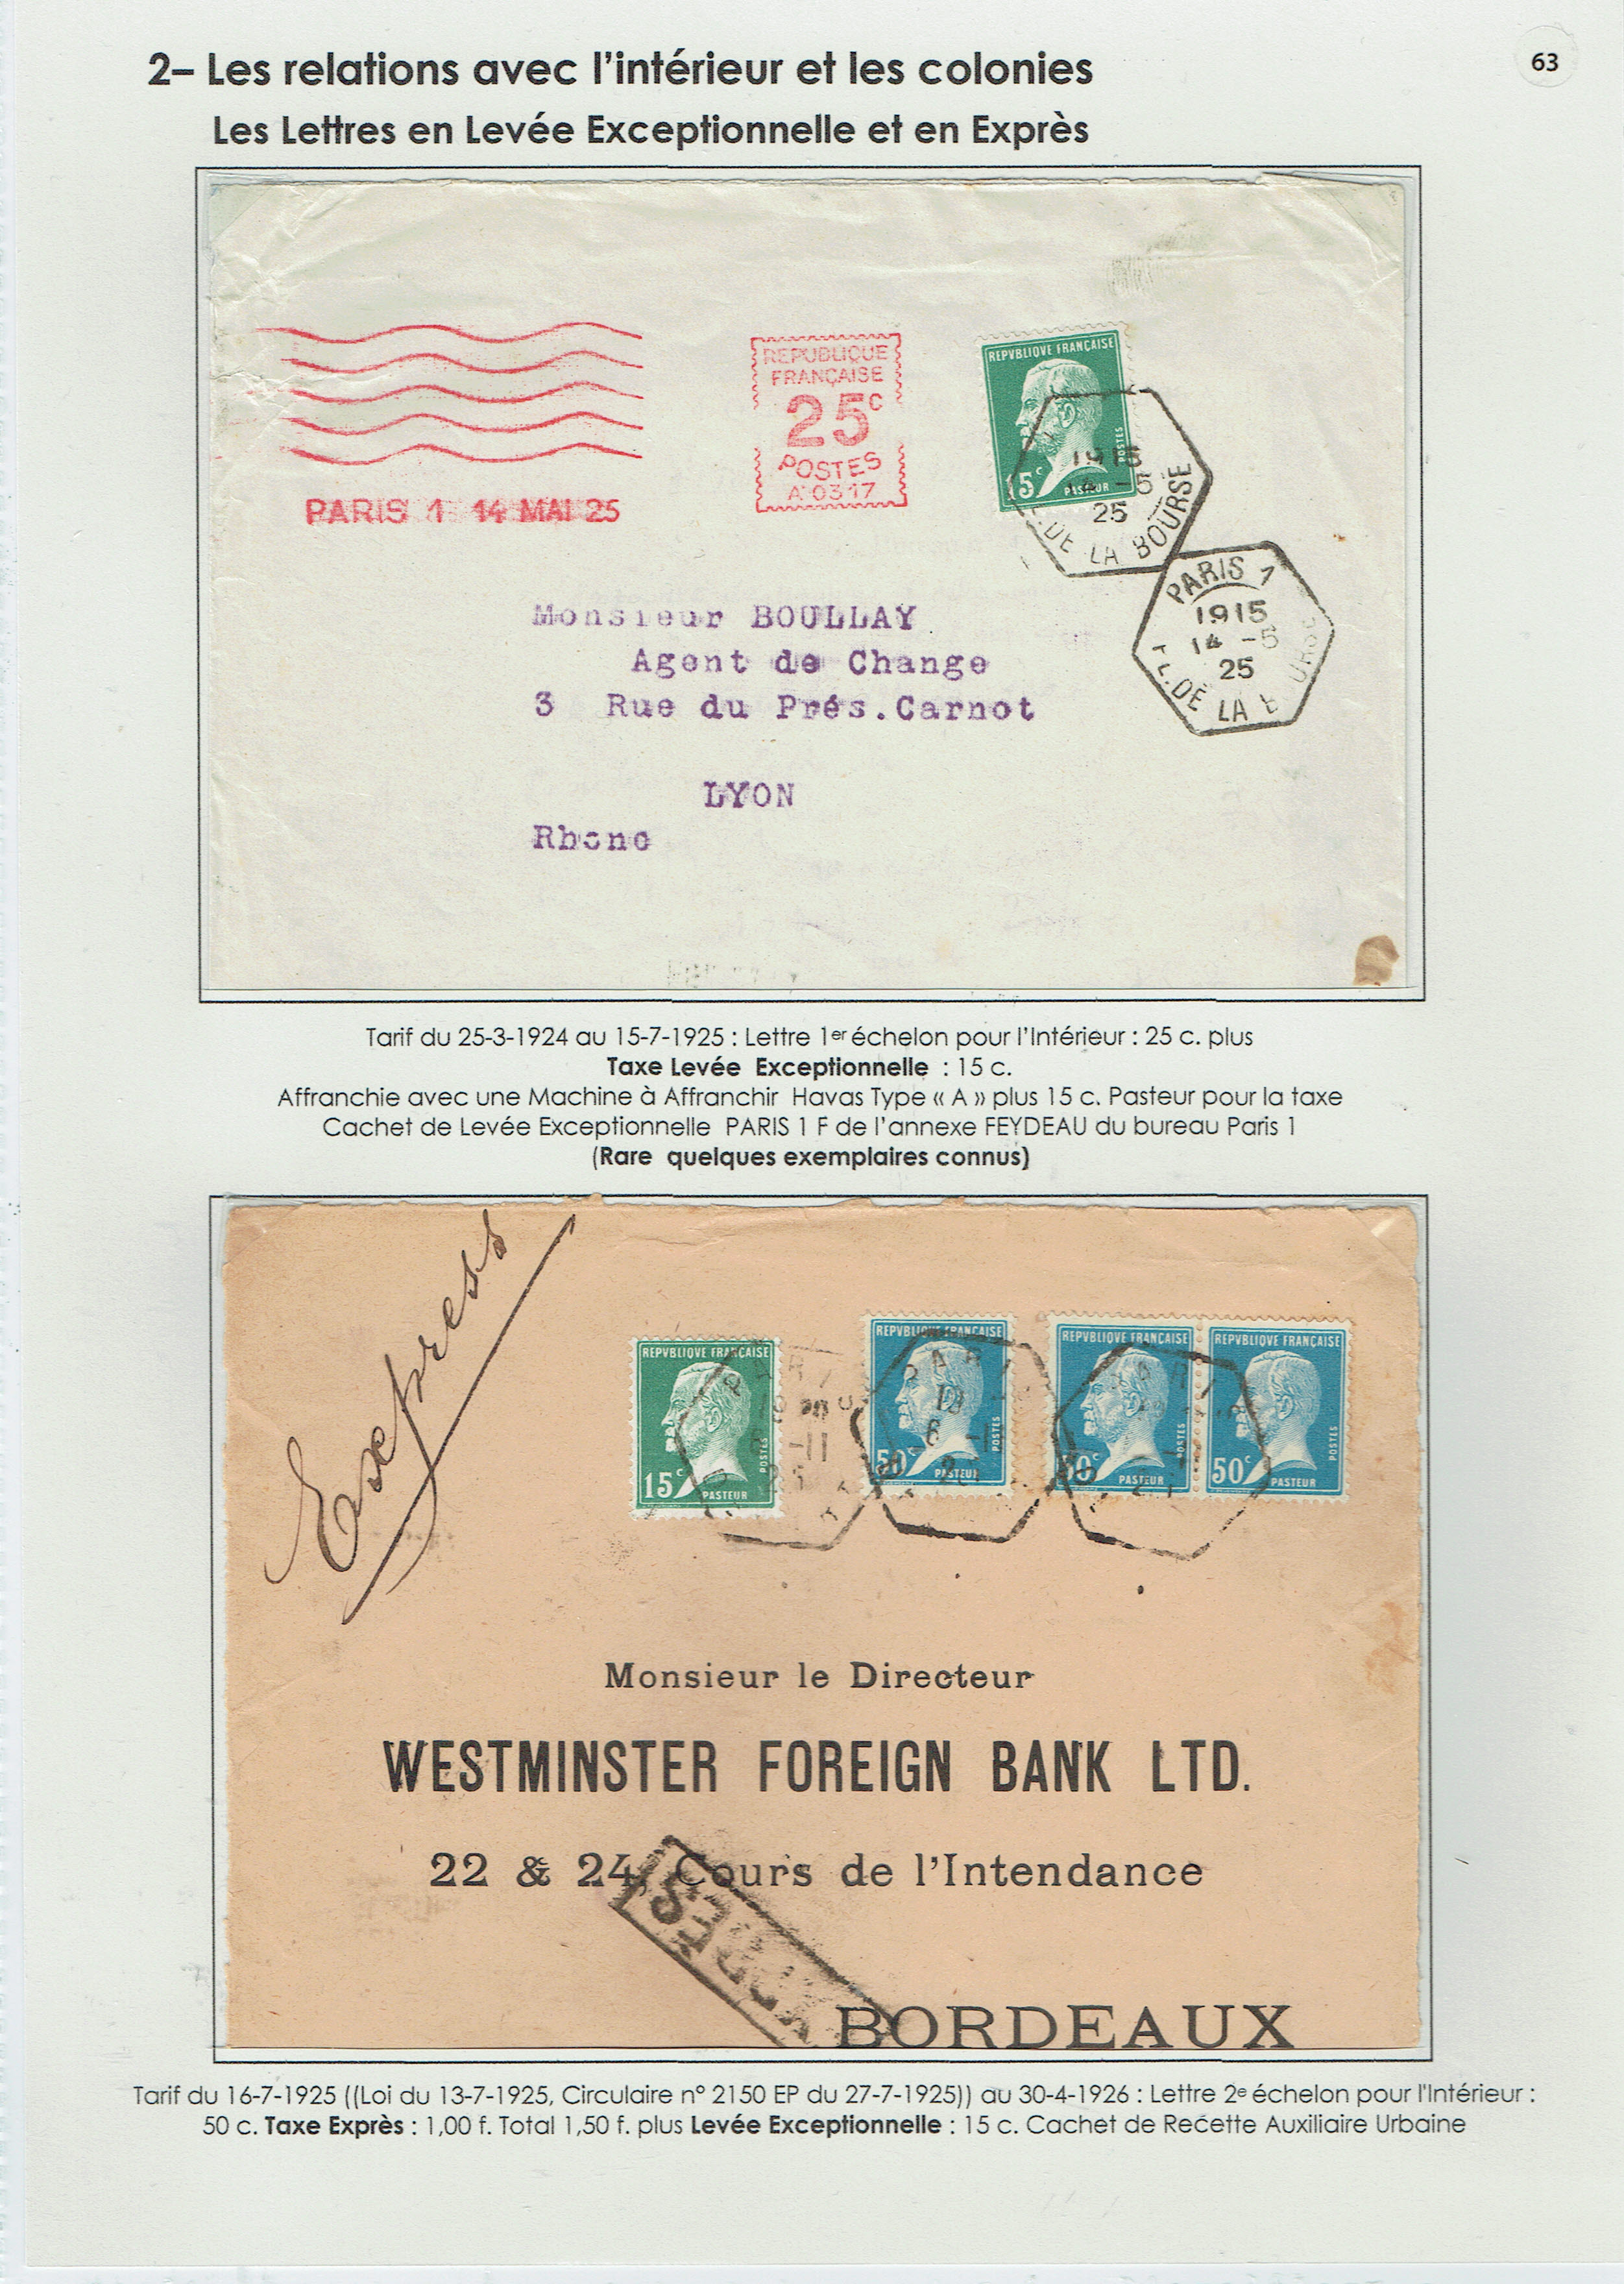 63
2– Les relations avec l'intérieur et les colonies
Les Lettres en Levée Exceptionnelle et en Exprès
REPUBLIQUE
FRANÇAISE
25c
POSTES
A 0317
PARIS 1 14 MAI 25
REPVBLIQVE FRANÇAISE
POSTES
15c
PASTEUR
1915
14 -5
25
DE LA BOURSE
PARIS 1
1915
14 -5
25
PL. DE LA B URSE
Monsieur BOULLAY
Agent de Change
3 Rue du Prés.Carnot
LYON
Rhone
Tarif du 25-3-1924 au 15-7-1925 : Lettre 1er échelon pour l'Intérieur : 25 c. plus
Taxe Levée Exceptionnelle : 15 c.
Affranchie avec une Machine à Affranchir Havas Type « A » plus 15 c. Pasteur pour la taxe
Cachet de Levée Exceptionnelle PARIS 1 F de l'annexe FEYDEAU du bureau Paris 1
(Rare quelques exemplaires connus)
Express
REPVBLIQVE FRANÇAISE
POSTES
15c
PASTEUR
REPVBLIQVE FRANÇAISE
POSTES
50c
PASTEUR
REPVBLIQVE FRANÇAISE
50c
PASTEUR
REPVBLIQVE FRANÇAISE
POSTES
50c
PASTEUR
Monsieur le Directeur
WESTMINSTER FOREIGN BANK LTD.
22 & 24, Cours de l'Intendance
BORDEAUX
Tarif du 16-7-1925 ((Loi du 13-7-1925, Circulaire n° 2150 EP du 27-7-1925)) au 30-4-1926 : Lettre 2e échelon pour l'Intérieur :
50 c. Taxe Exprès : 1,00 f. Total 1,50 f. plus Levée Exceptionnelle : 15 c. Cachet de Recette Auxiliaire Urbaine